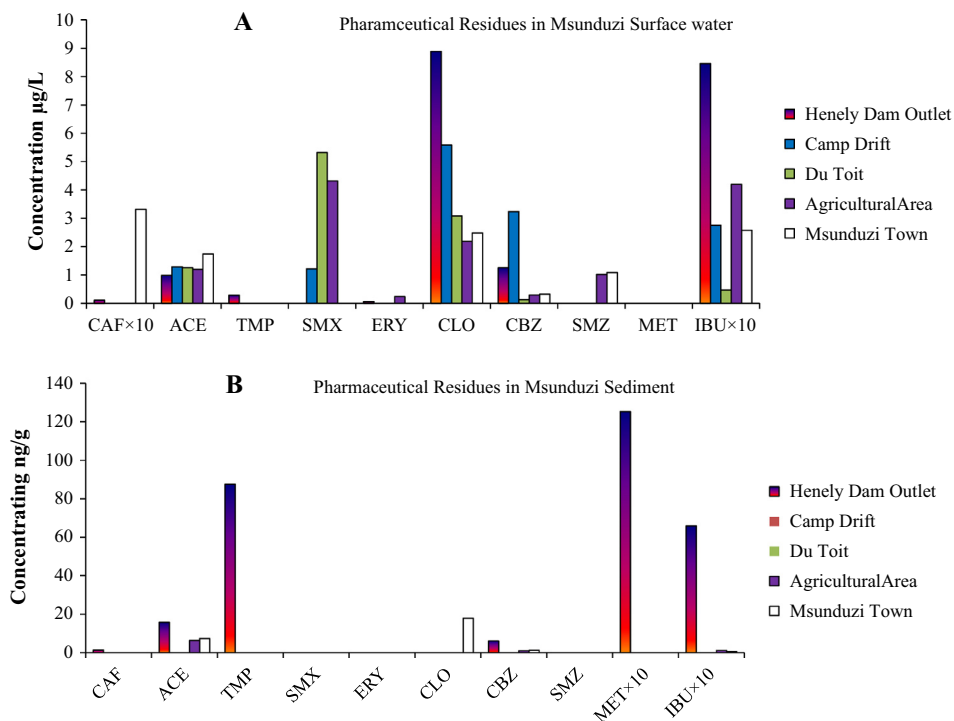 A
Pharamceutical Residues in Msunduzi Surface water
Concentration µg/L
10
9
8
7
6
5
4
3
2
1
0
CAF×10 ACE TMP SMX ERY CLO CBZ SMZ MET IBU×10
Henely Dam Outlet
Camp Drift
Du Toit
AgriculturalArea
Msunduzi Town
B
Pharmaceutical Residues in Msunduzi Sediment
Concentrating ng/g
140
120
100
80
60
40
20
0
CAF ACE TMP SMX ERY CLO CBZ SMZ MET×10 IBU×10
Henely Dam Outlet
Camp Drift
Du Toit
AgriculturalArea
Msunduzi Town